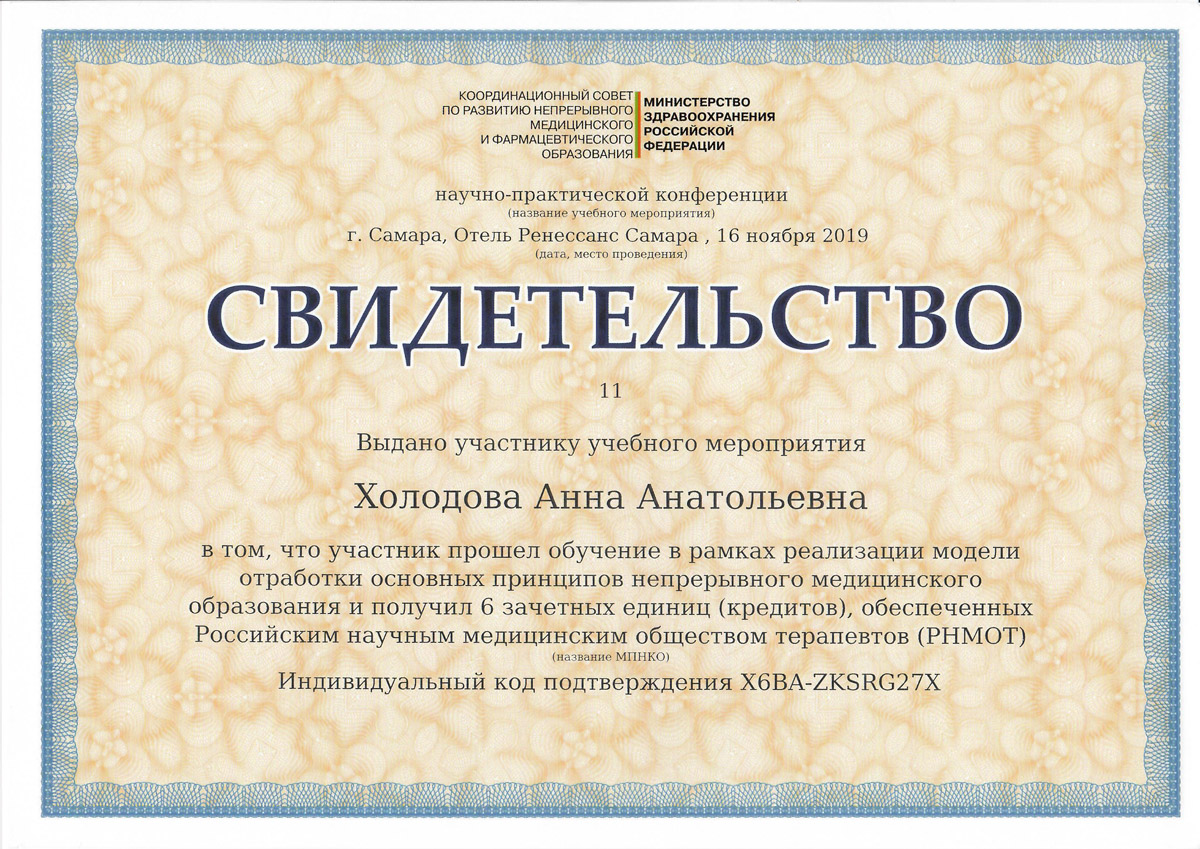 КООРДИНАЦИОННЫЙ СОВЕТ
ПО РАЗВИТИЮ НЕПРЕРЫВНОГО
МЕДИЦИНСКОГО
И ФАРМАЦЕВТИЧЕСКОГО
ОБРАЗОВАНИЯ
МИНИСТЕРСТВО
ЗДРАВООХРАНЕНИЯ
РОССИЙСКОЙ
ФЕДЕРАЦИИ
научно-практической конференции
(название учебного мероприятия)
г. Самара, Отель Ренессанс Самара , 16 ноября 2019
(дата, место проведения)
СВИДЕТЕЛЬСТВО
11
Выдано участнику учебного мероприятия
Холодова Анна Анатольевна
в том, что участник прошел обучение в рамках реализации модели
отработки основных принципов непрерывного медицинского
образования и получил 6 зачетных единиц (кредитов), обеспеченных
Российским научным медицинским обществом терапевтов (РНМОТ)
(название МПНКО)
Индивидуальный код подтверждения X6BA-ZKSRG27X